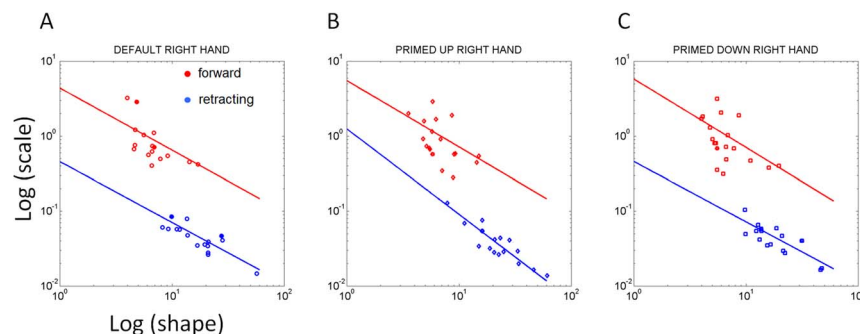 A
B
C
DEFAULT RIGHT HAND
PRIMED UP RIGHT HAND
PRIMED DOWN RIGHT HAND
10¹
10⁰
10⁻¹
10⁻²
10⁰
10¹
10²
forward
retracting
10¹
10⁰
10⁻¹
10⁻²
10⁰
10¹
10²
10¹
10⁰
10⁻¹
10⁻²
10⁰
10¹
Log (scale)
Log (shape)